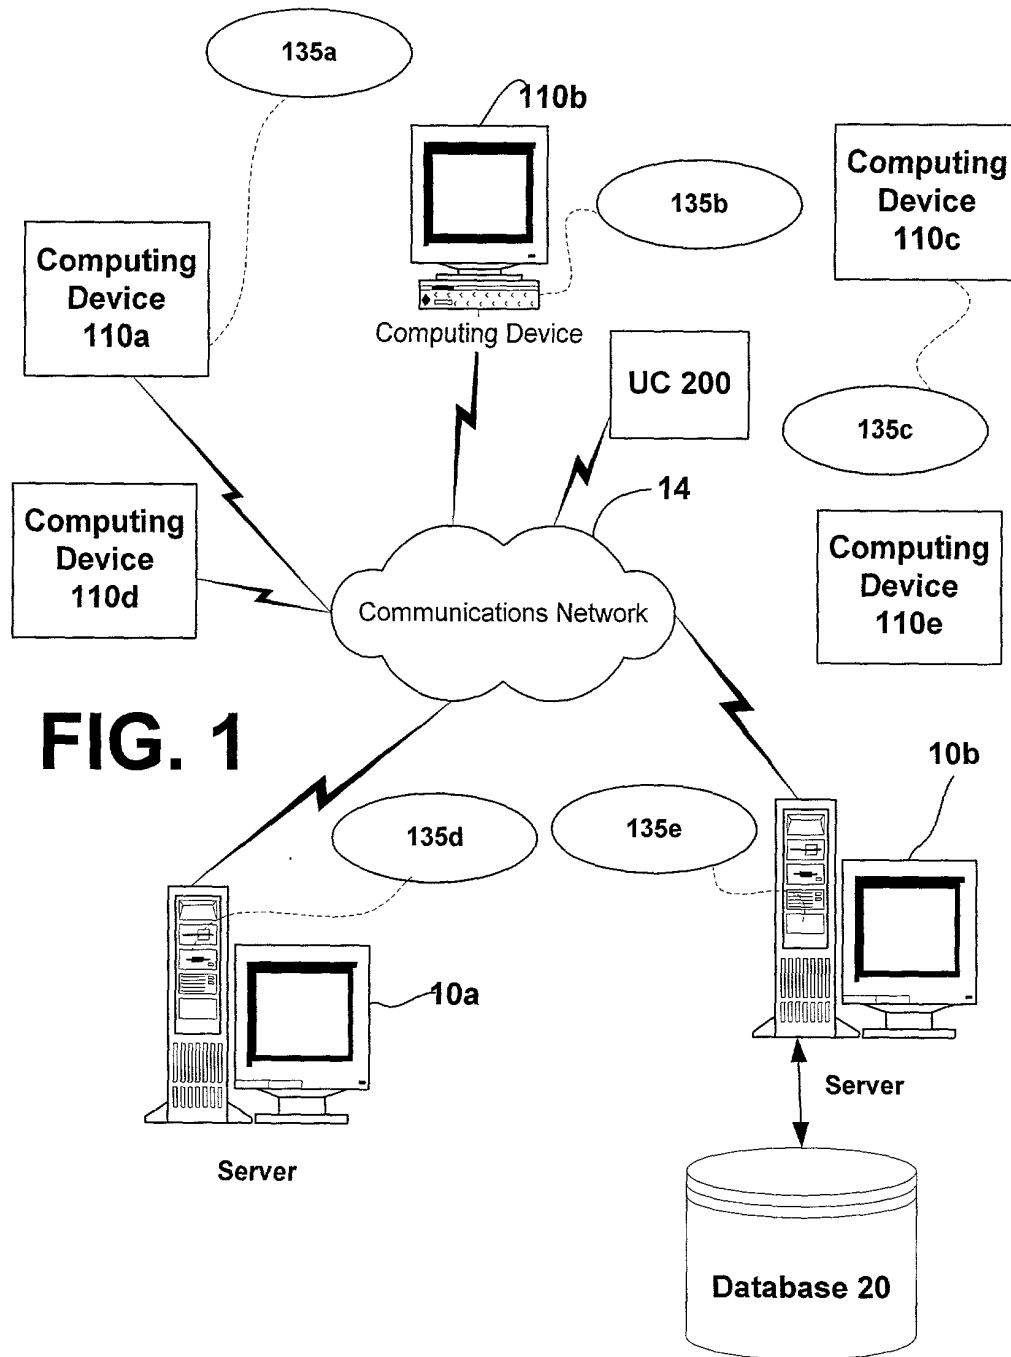 135a
110b
Computing
Device
110c
135b
Computing
Device
110a
Computing Device
UC 200
135c
14
Computing
Device
110d
Computing
Device
110e
Communications Network
FIG. 1
10b
135d
135e
10a
Server
Server
Database 20